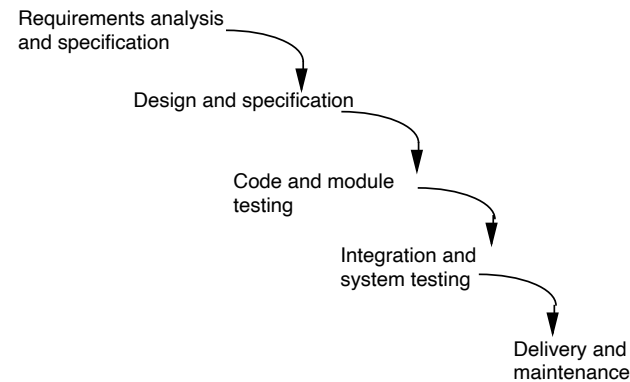 Requirements analysis
and specification
Design and specification
Code and module
testing
Integration and
system testing
Delivery and
maintenance